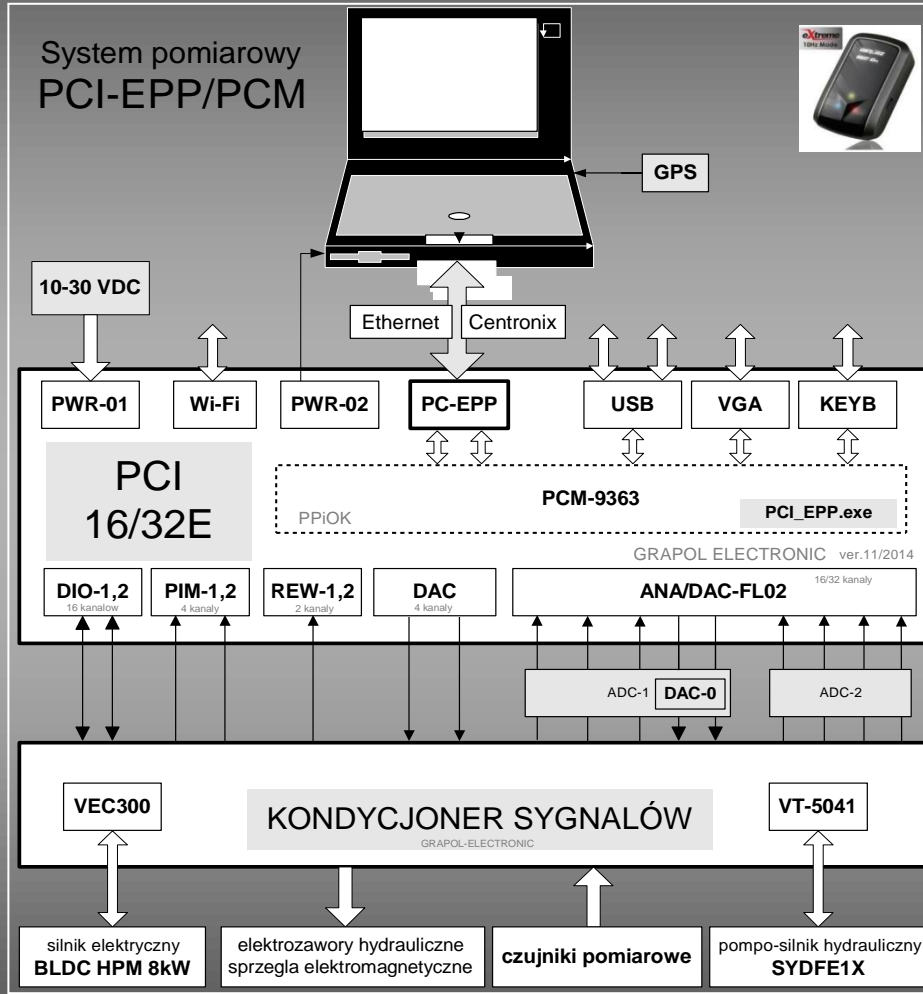 System pomiarowy
PCI-EPP/PCM
eXtreme
10Hz Mode
GPS
10-30 VDC
Ethernet
Centronix
PWR-01
Wi-Fi
PWR-02
PC-EPP
USB
VGA
KEYB
PCI
16/32E
PCM-9363
PPiOK
PCI_EPP.exe
GRAPOL ELECTRONIC ver.11/2014
DIO-1,2
16 kanalow
PIM-1,2
4 kanaly
REW-1,2
2 kanaly
DAC
4 kanaly
16/32 kanaly
ANA/DAC-FL02
ADC-1
DAC-0
ADC-2
VEC300
KONDYCJONER SYGNALÓW
GRAPOL-ELECTRONIC
VT-5041
silnik elektryczny
BLDC HPM 8kW
elektrozawory hydrauliczne
sprzegla elektromagnetyczne
czujniki pomiarowe
pompo-silnik hydrauliczny
SYDFE1X